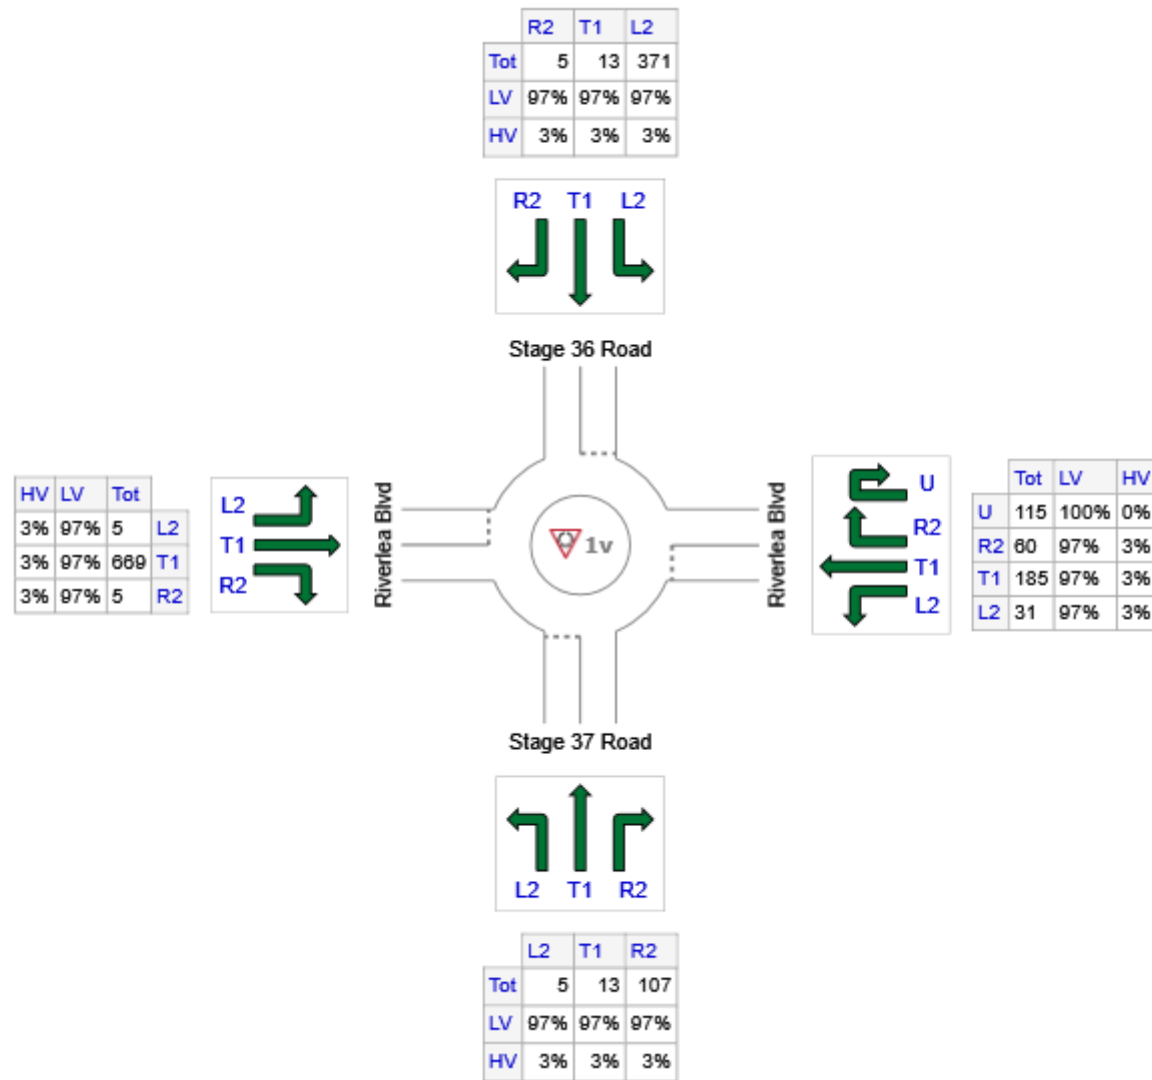 R2 T1 L2
Tot 5 13 371
LV 97% 97% 97%
HV 3% 3% 3%
R2 T1 L2
Stage 36 Road
HV LV Tot
3% 97% 5 L2
3% 97% 669 T1
3% 97% 5 R2
L2
T1
R2
Riverlea Blvd
1v
Riverlea Blvd
U
R2
T1
L2
Tot LV HV
U 115 100% 0%
R2 60 97% 3%
T1 185 97% 3%
L2 31 97% 3%
Stage 37 Road
L2 T1 R2
L2 T1 R2
Tot 5 13 107
LV 97% 97% 97%
HV 3% 3% 3%